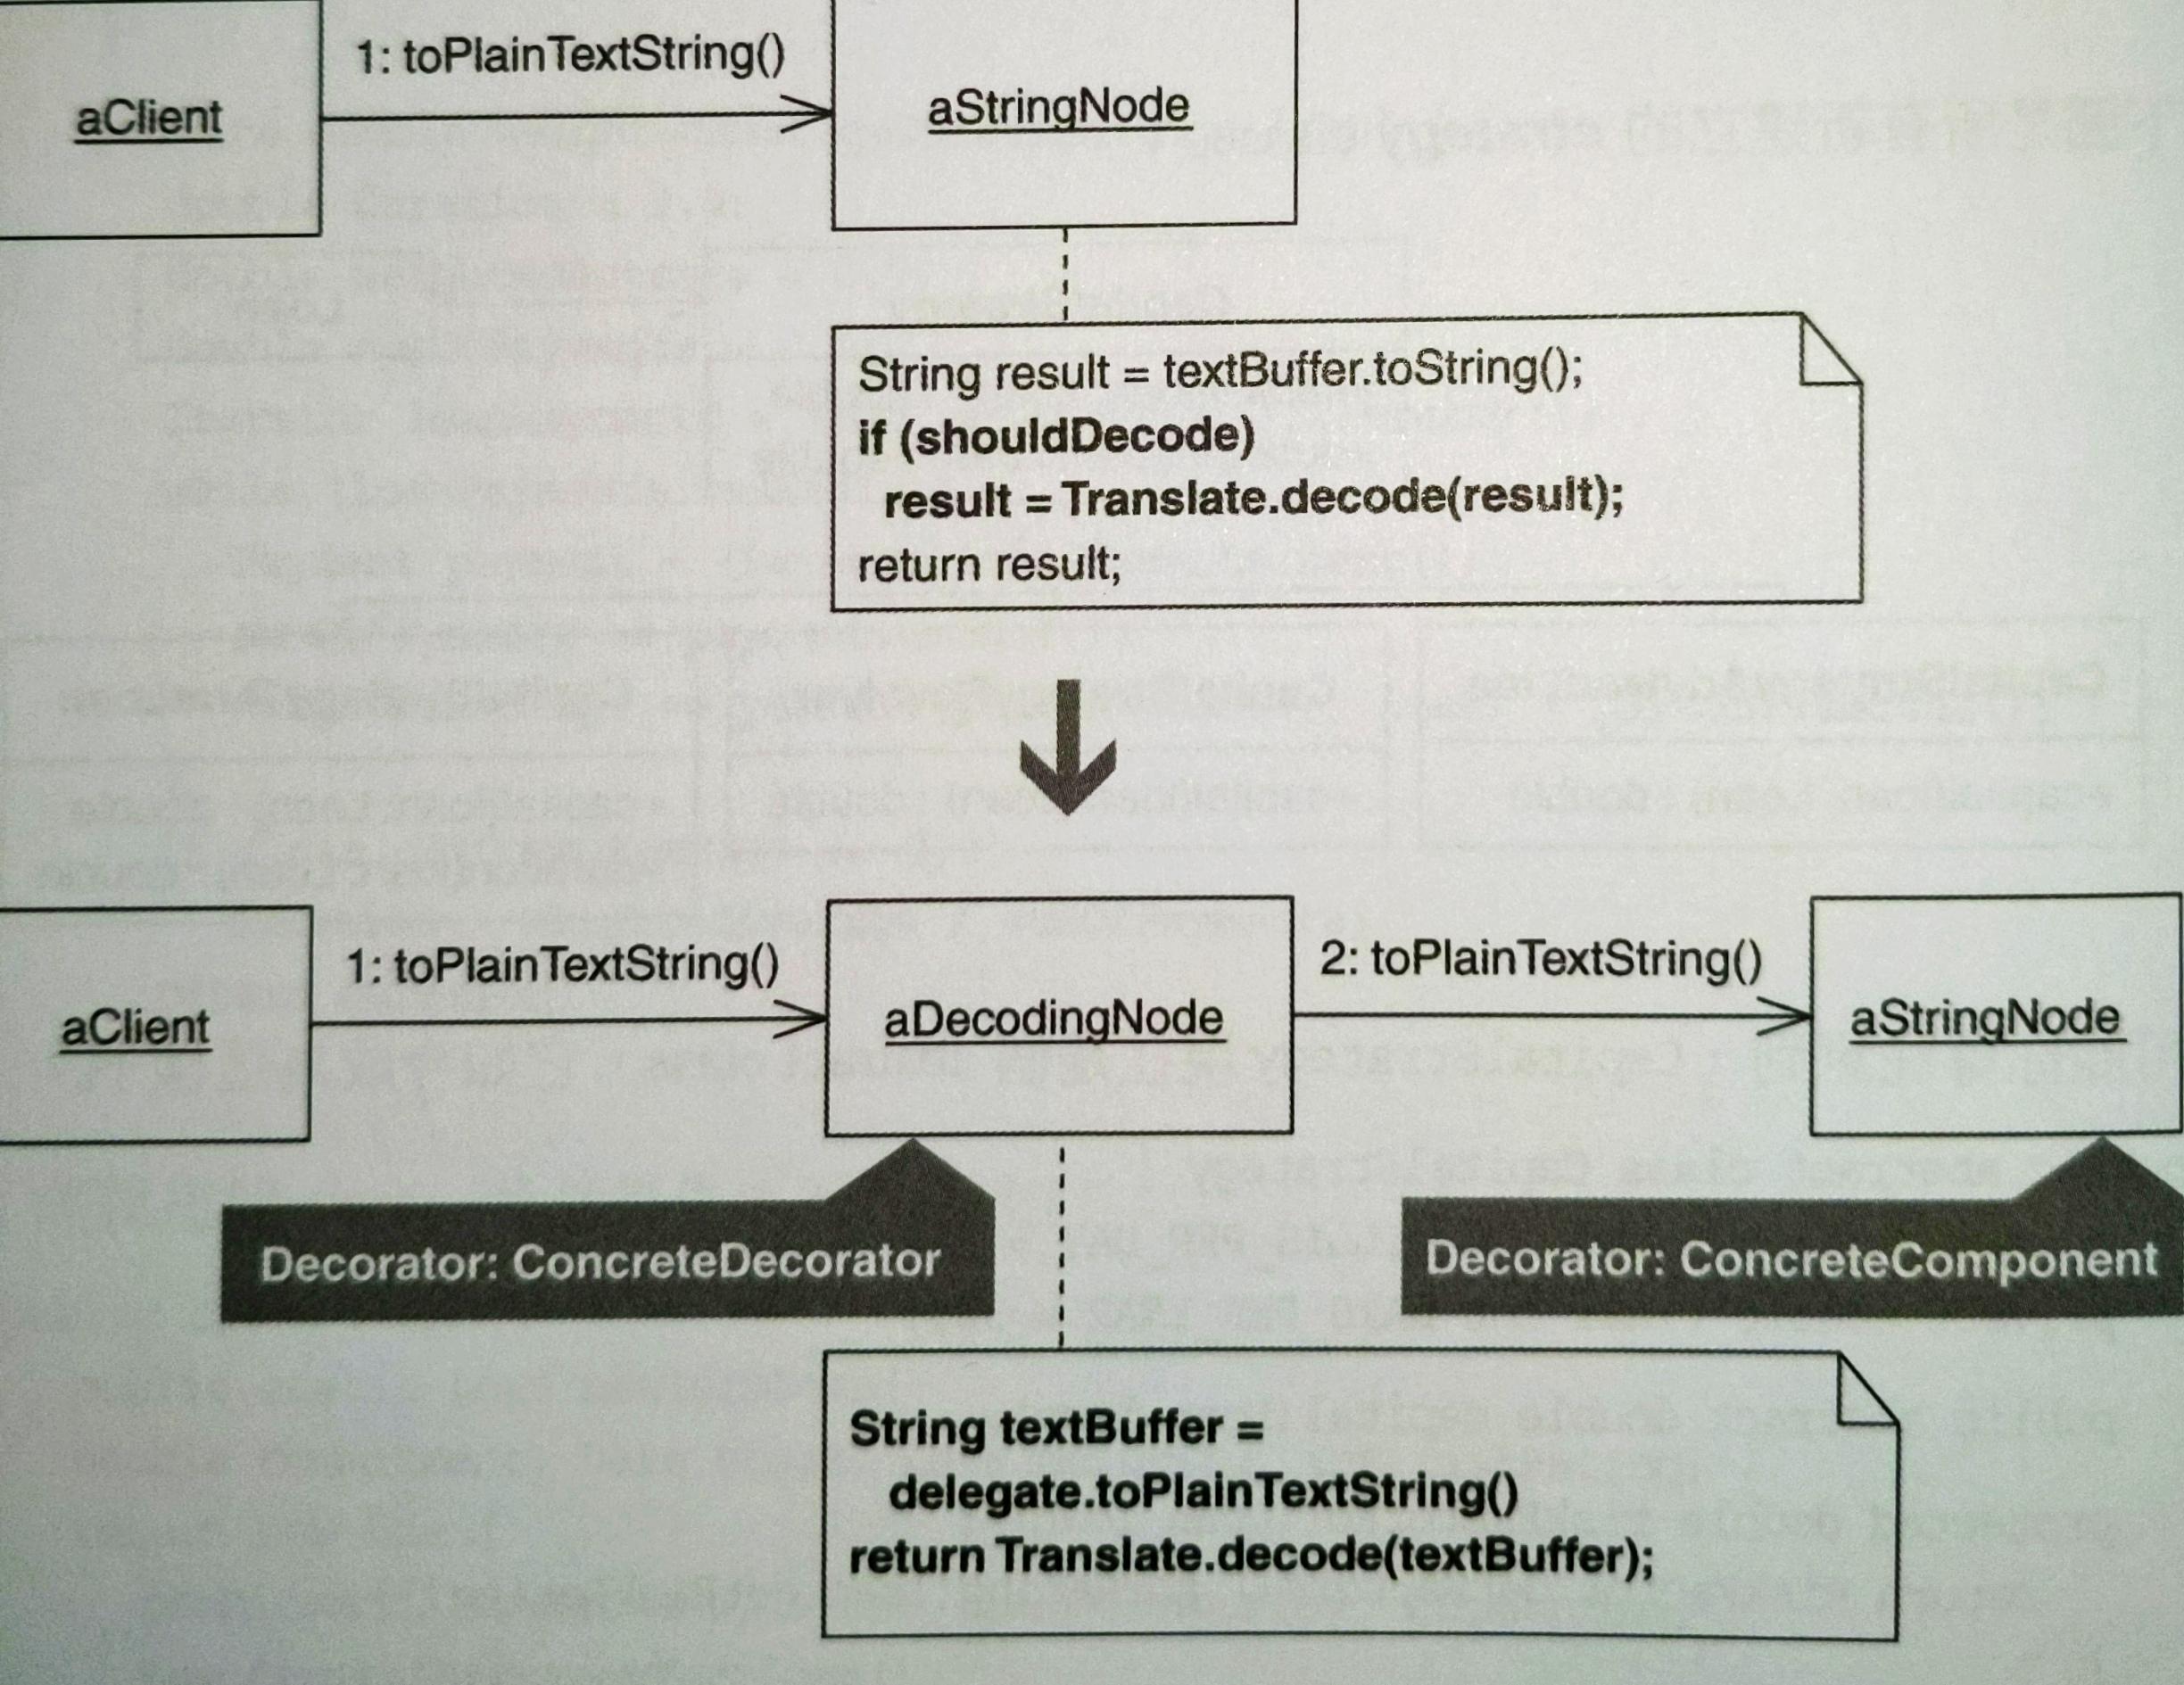 1: toPlainTextString()
aClient
aStringNode
String result = textBuffer.toString();
if (shouldDecode)
result = Translate.decode(result);
return result;
1: toPlainTextString()
2: toPlainTextString()
aClient
aDecodingNode
aStringNode
Decorator: ConcreteDecorator
Decorator: ConcreteComponent
String textBuffer =
delegate.toPlainTextString()
return Translate.decode(textBuffer);